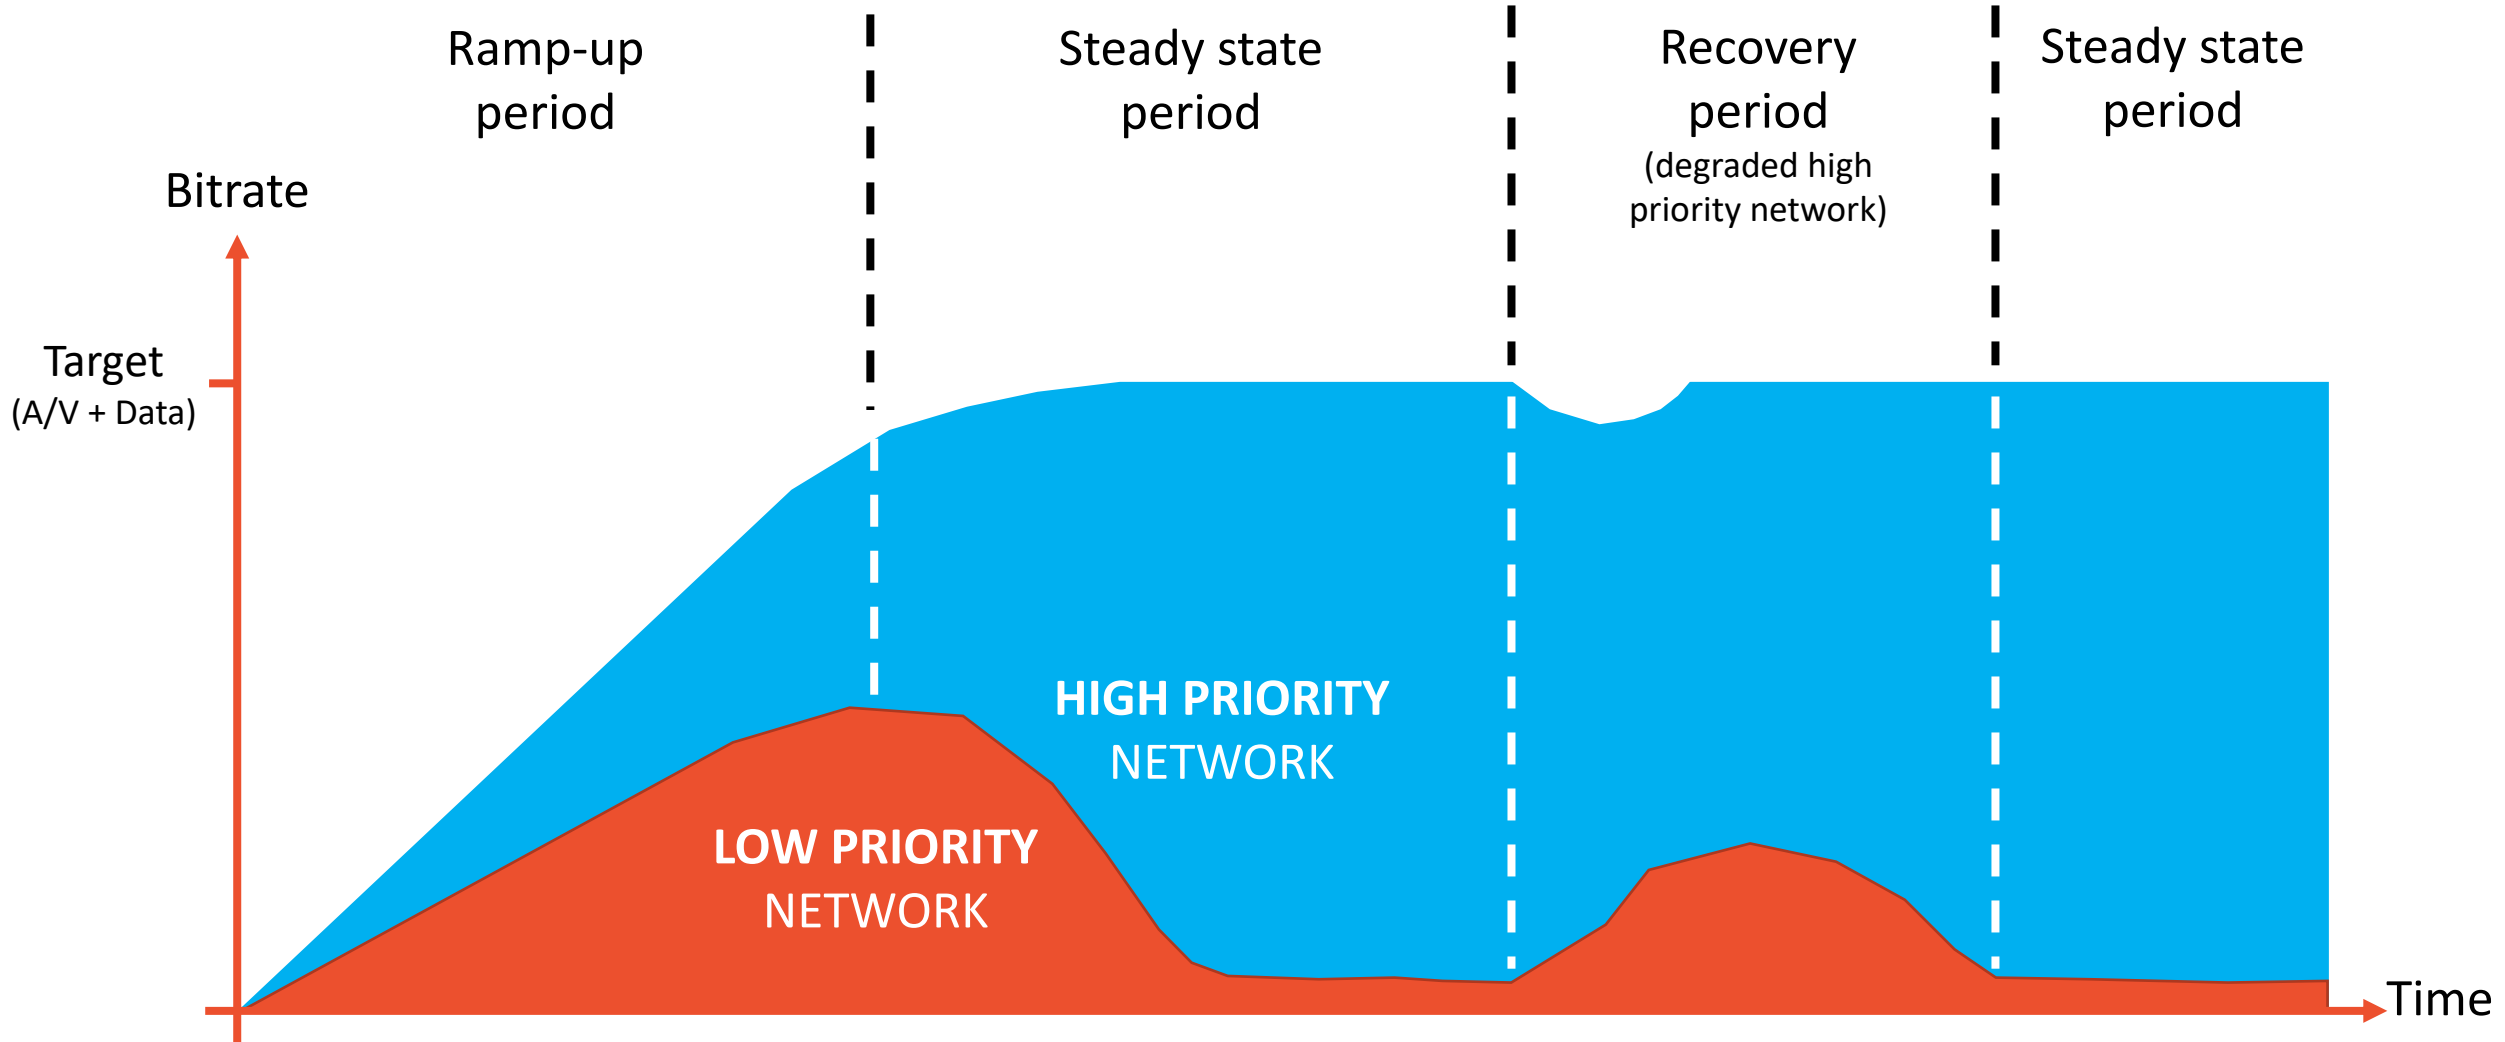 Ramp-up
period
Steady state
period
Recovery
period
(degraded high
priority network)
Steady state
period
Bitrate
Target
(A/V + Data)
HIGH PRIORITY
NETWORK
LOW PRIORITY
NETWORK
Time